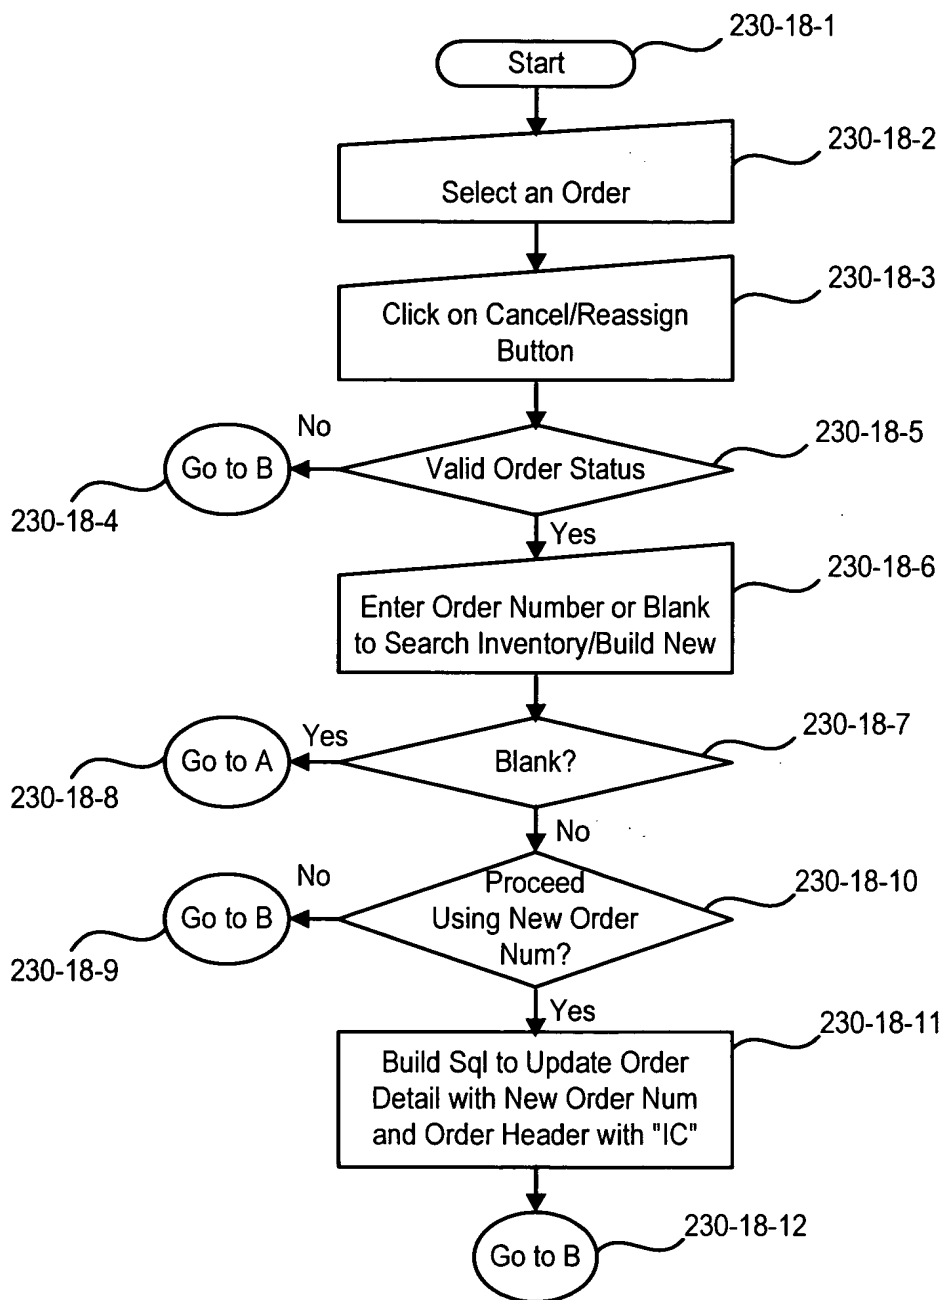 230-18-1
Start
230-18-2
Select an Order
230-18-3
Click on Cancel/Reassign
Button
No
230-18-5
Go to B
Valid Order Status
230-18-4
Yes
230-18-6
Enter Order Number or Blank
to Search Inventory/Build New
230-18-7
Yes
Go to A
Blank?
230-18-8
No
No
230-18-10
Proceed
Go to B
Using New Order
Num?
230-18-9
Yes
230-18-11
Build Sql to Update Order
Detail with New Order Num
and Order Header with "IC"
230-18-12
Go to B